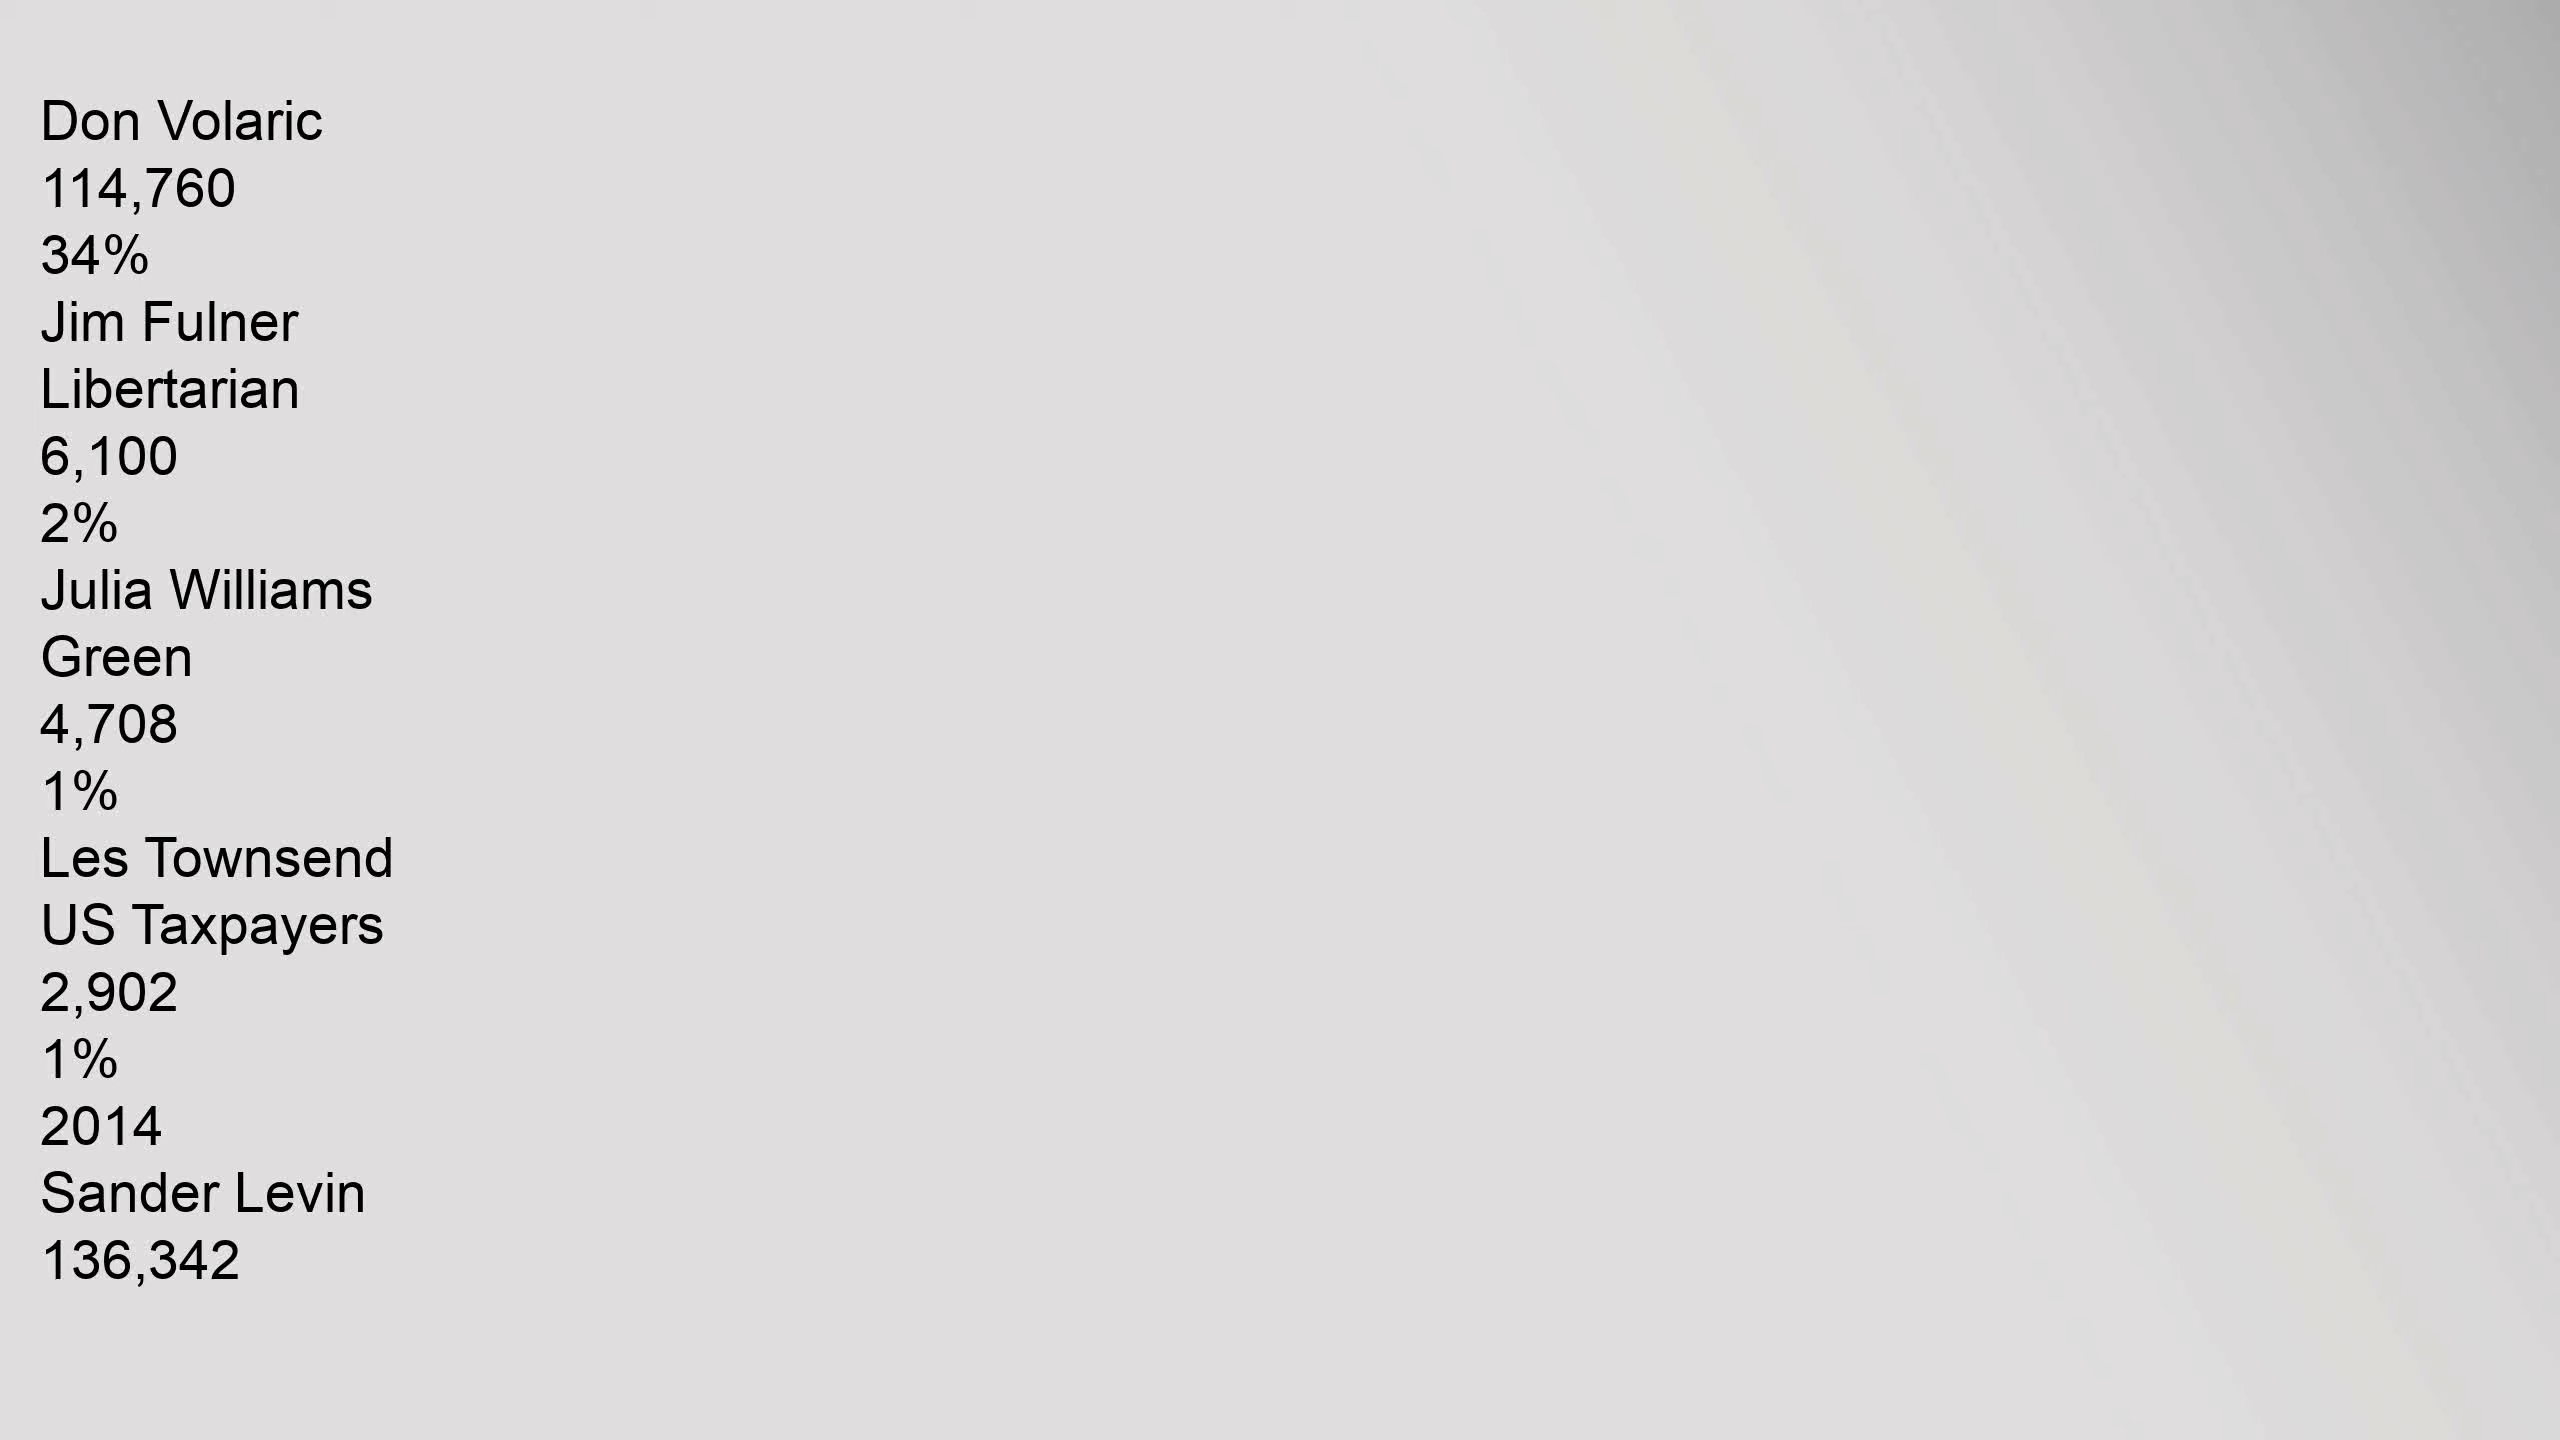 Don Volaric
114,760
34%
Jim Fulner
Libertarian
6,100
2%
Julia Williams
Green
4,708
1%
Les Townsend
US Taxpayers
2,902
1%
2014
Sander Levin
136,342